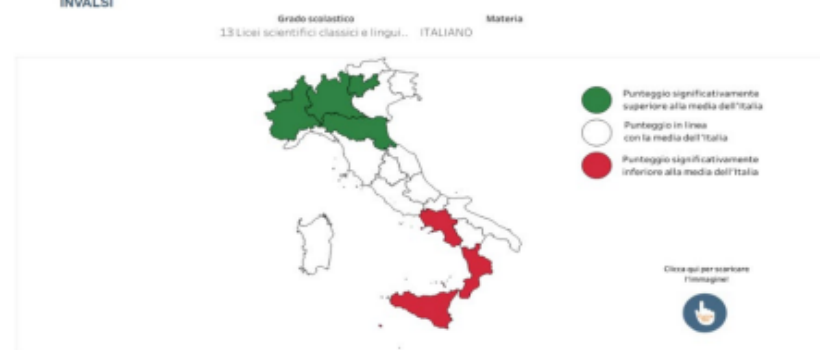 INVALSI
Grado scolastico
Materia
13 Licei scientifici classici e lingui..
ITALIANO
Punteggio significativamente
superiore alla media dell'Italia
Punteggio in linea
con la media dell'Italia
Punteggio significativamente
inferiore alla media dell'Italia
Clicca qui per scaricare
l'immagine!